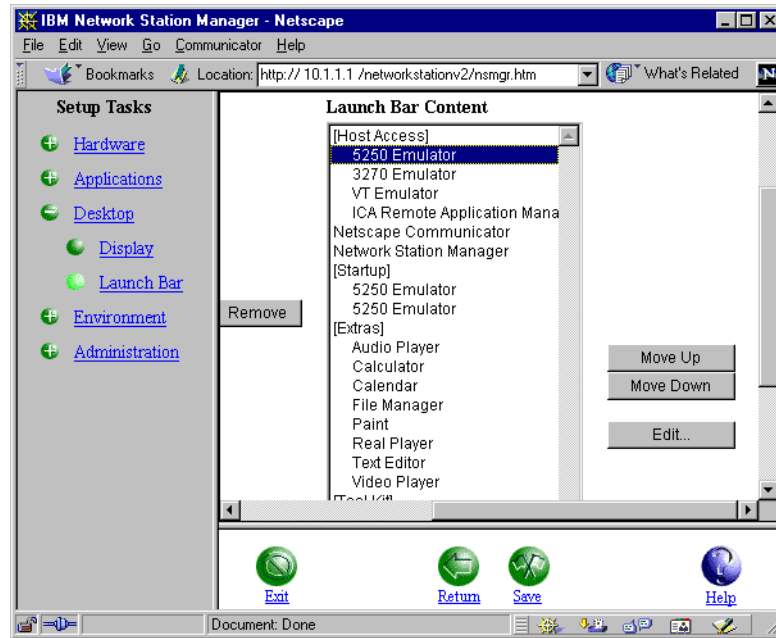 IBM Network Station Manager - Netscape
File Edit View Go Communicator Help
Bookmarks Location: http:// 10.1.1.1 /networkstationv2/nsmgr.htm What's Related N
Setup Tasks
Hardware
Applications
Desktop
Display
Launch Bar
Environment
Administration
Launch Bar Content
[Host Access]
5250 Emulator
3270 Emulator
VT Emulator
ICA Remote Application Mana
Netscape Communicator
Network Station Manager
[Startup]
5250 Emulator
5250 Emulator
[Extras]
Audio Player
Calculator
Calendar
File Manager
Paint
Real Player
Text Editor
Video Player
[Tool Kit]
Remove
Move Up
Move Down
Edit...
Exit
Return
Save
Help
Document: Done